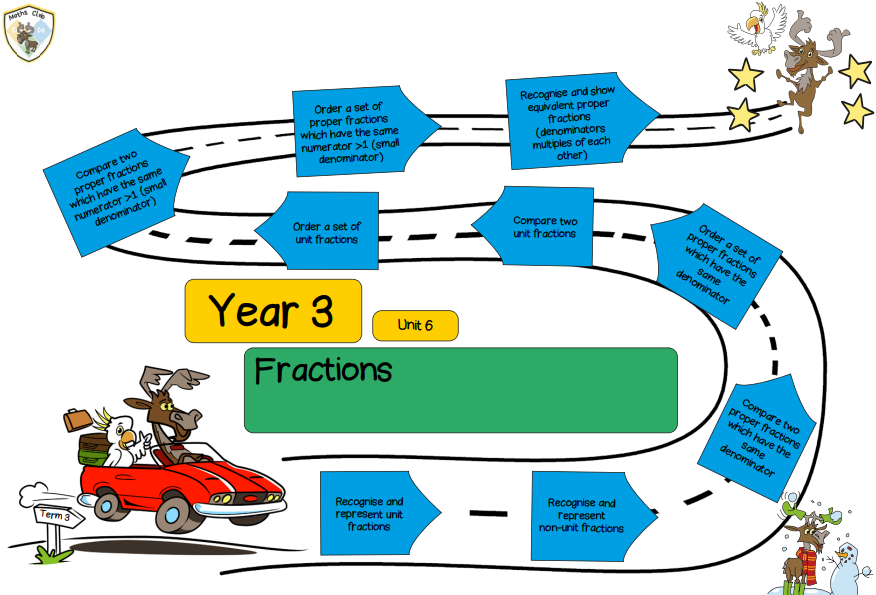 Maths Club
Order a set of
proper fractions
which have the same
numerator >1 (small
denominator)
Recognise and show
equivalent proper
fractions
(denominators
multiples of each
other)
Compare two
proper fractions
which have the same
numerator >1 (small
denominator)
Order a set of
unit fractions
Compare two
unit fractions
Order a set of
proper fractions
which have the
same
denominator
Year 3
Unit 6
Fractions
Compare two
proper fractions
which have the
same
denominator
Recognise and
represent unit
fractions
Recognise and
represent
non-unit fractions
Term 3